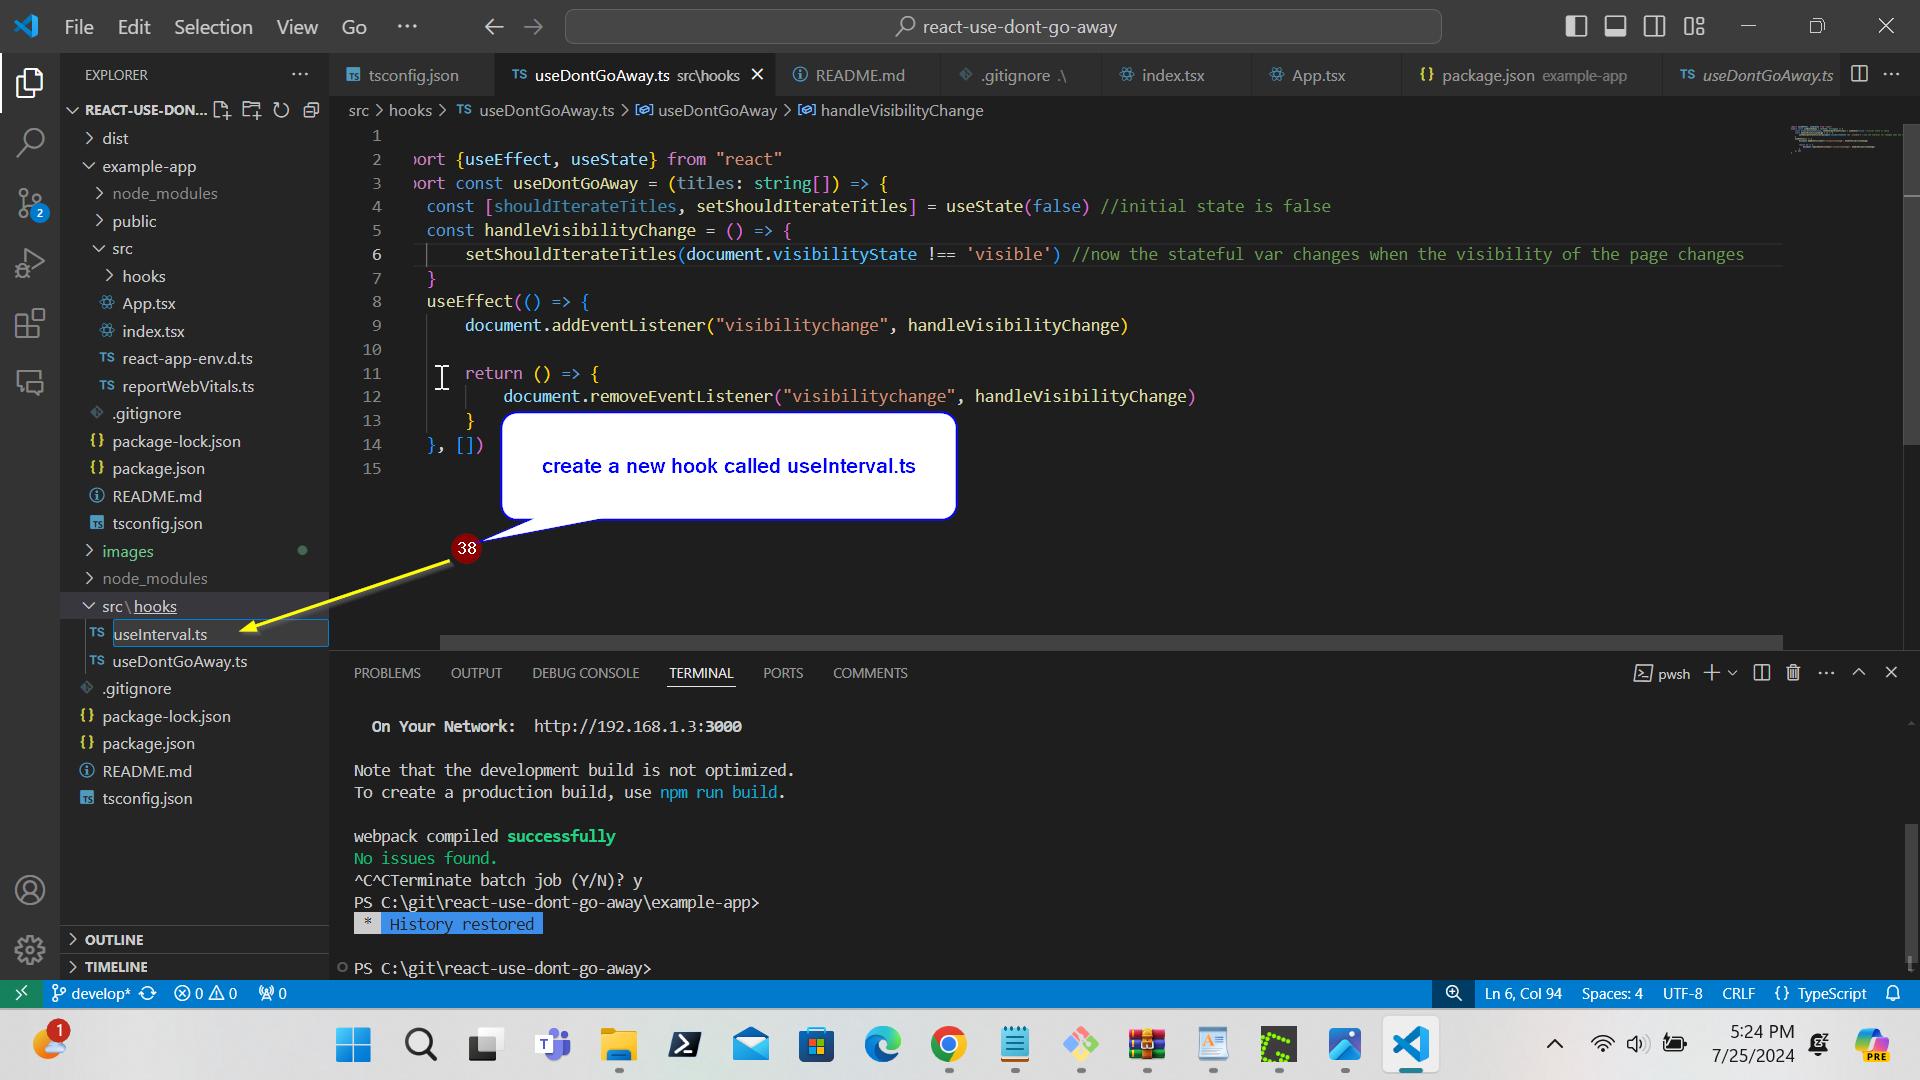 File Edit Selection View Go ···
react-use-dont-go-away
EXPLORER ···
REACT-USE-DON...
dist
example-app
node_modules
public
src
hooks
App.tsx
index.tsx
TS react-app-env.d.ts
TS reportWebVitals.ts
.gitignore
{} package-lock.json
{} package.json
README.md
TS tsconfig.json
images
node_modules
src\hooks
TS useInterval.ts
TS useDontGoAway.ts
.gitignore
{} package-lock.json
{} package.json
README.md
TS tsconfig.json
OUTLINE
TIMELINE
2
TS tsconfig.json
TS useDontGoAway.ts src\hooks
README.md
.gitignore .\
index.tsx
App.tsx
{} package.json example-app
TS useDontGoAway.ts
src > hooks > TS useDontGoAway.ts > useDontGoAway > handleVisibilityChange
1
2 ort {useEffect, useState} from "react"
3 ort const useDontGoAway = (titles: string[]) => {
4 const [shouldIterateTitles, setShouldIterateTitles] = useState(false) //initial state is false
5 const handleVisibilityChange = () => {
6 setShouldIterateTitles(document.visibilityState !== 'visible') //now the stateful var changes when the visibility of the page changes
7 }
8 useEffect(() => {
9 document.addEventListener("visibilitychange", handleVisibilityChange)
10
11 return () => {
12 document.removeEventListener("visibilitychange", handleVisibilityChange)
13 }
14 }, [])
15
create a new hook called useInterval.ts
38
PROBLEMS OUTPUT DEBUG CONSOLE TERMINAL PORTS COMMENTS
pwsh
On Your Network: http://192.168.1.3:3000
Note that the development build is not optimized.
To create a production build, use npm run build.
webpack compiled successfully
No issues found.
^C^CTerminate batch job (Y/N)? y
PS C:\git\react-use-dont-go-away\example-app>
* History restored
PS C:\git\react-use-dont-go-away>
develop* 0 0 0
Ln 6, Col 94 Spaces: 4 UTF-8 CRLF {} TypeScript
1
5:24 PM
7/25/2024
PRE